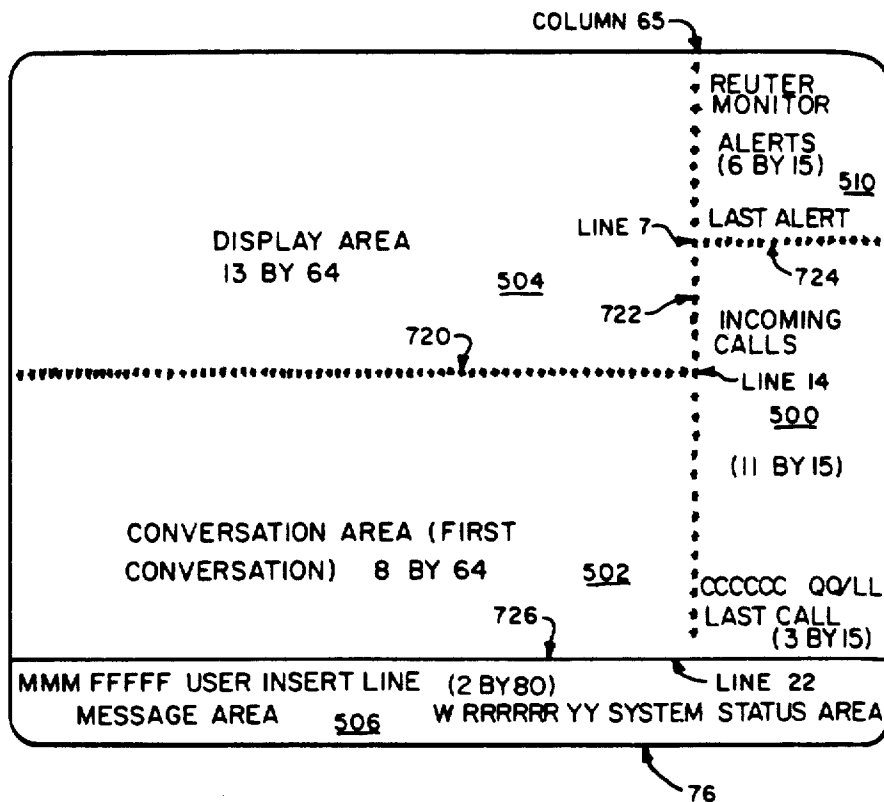 COLUMN 65
REUTER
MONITOR
ALERTS
(6 BY 15)
510
LAST ALERT
LINE 7
724
DISPLAY AREA
13 BY 64
504
722
INCOMING
CALLS
720
LINE 14
500
(11 BY 15)
CONVERSATION AREA (FIRST
CONVERSATION) 8 BY 64
502
CCCCCC QQ/LL
LAST CALL
(3 BY 15)
726
MMM FFFFF USER INSERT LINE (2 BY 80)
LINE 22
MESSAGE AREA 506 W RRRRRR YY SYSTEM STATUS AREA
76